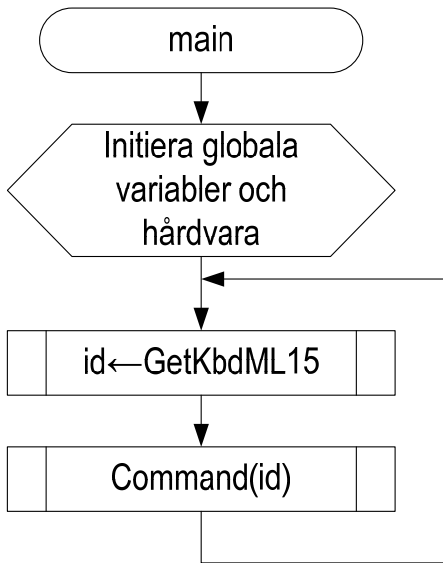 main
Initiera globala
variabler och
hårdvara
id←GetKbdML15
Command(id)